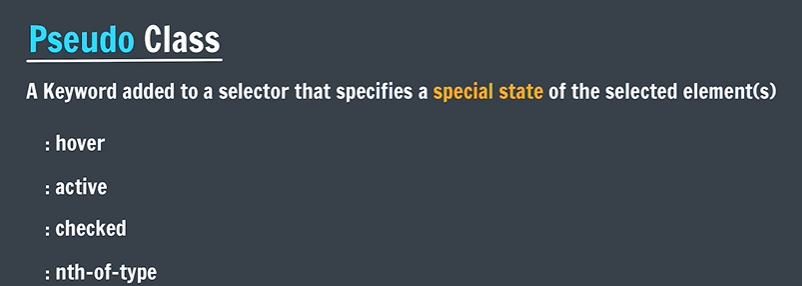 Pseudo Class
A Keyword added to a selector that specifies a special state of the selected element(s)
: hover
: active
: checked
: nth-of-type